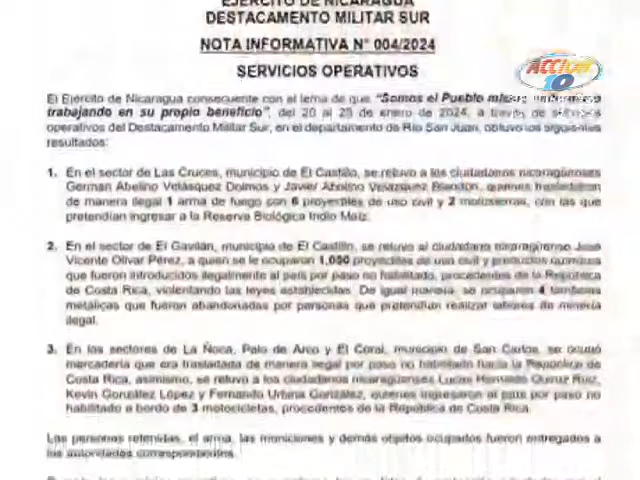 EJÉRCITO DE NICARAGUA
DESTACAMENTO MILITAR SUR
NOTA INFORMATIVA N° 004/2024
SERVICIOS OPERATIVOS
ACCION
10
El Ejército de Nicaragua consecuente con el lema de que "Somos el Pueblo mismo uniformado
trabajando en su propio beneficio", del 20 al 25 de enero de 2024, a través de servicios
operativos del Destacamento Militar Sur, en el departamento de Río San Juan, obtuvo los siguientes
resultados:
1. En el sector de Las Cruces, municipio de El Castillo, se retuvo a los ciudadanos nicaragüenses
German Abelino Velásquez Dolmos y Javier Abelino Velázquez quienes trasladaban
de manera ilegal 1 arma de fuego con 6 proyectiles de uso civil y 2 motosierras, con las que
pretendían ingresar a la Reserva Biológica Indio Maíz.
2. En el sector de El Gavilán, municipio de El Castillo, se retuvo al ciudadano nicaragüense José
Vicente Olivar Pérez, a quien se le ocuparon 1,000 proyectiles de uso civil y productos químicos
que fueron introducidos ilegalmente al país por paso no habilitado, procedentes de la República
de Costa Rica, violentando las leyes establecidas. De igual manera, se ocuparon 4 tambores
metálicas que fueron abandonadas por personas que pretendían realizar labores de minería
ilegal.
3. En los sectores de La Ñoca, Palo de Arco y El Coral, municipio de San Carlos, se ocupó
mercadería que era trasladada de manera ilegal por paso no habilitado hacia la República de
Costa Rica, asimismo, se retuvo a los ciudadanos nicaragüenses Lucas Ruiz,
Kevin González López y Fernando Urbina González, quienes ingresaron al país por paso no
habilitado a bordo de 3 motocicletas, procedentes de la República de Costa Rica.
Las personas retenidas, el arma, las municiones y demás objetos ocupados fueron entregados a
las autoridades correspondientes.